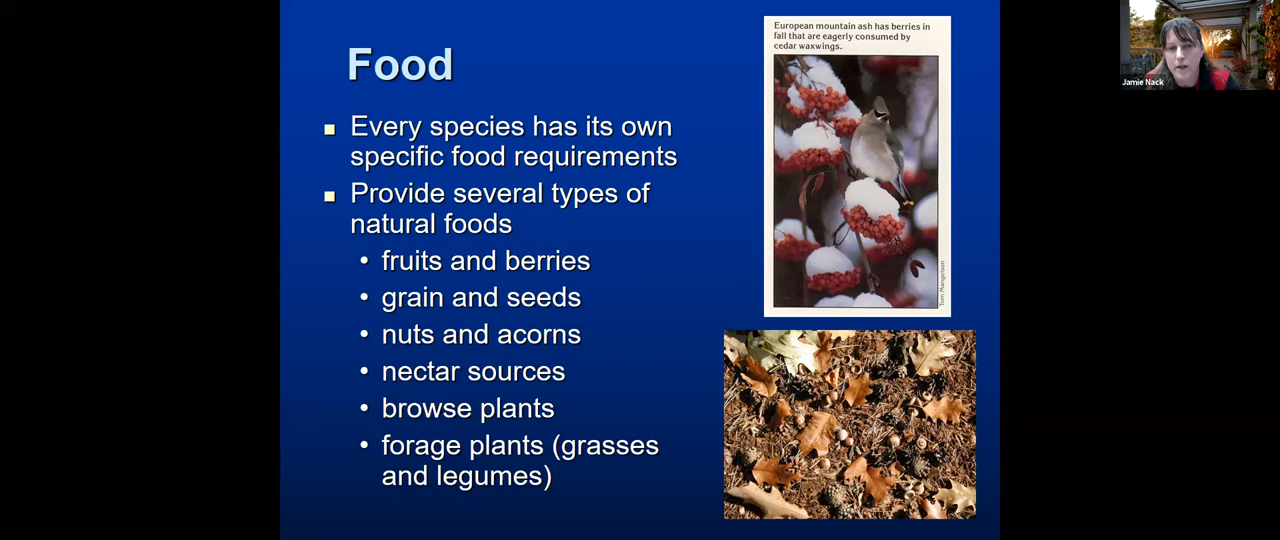 Food
Every species has its own
specific food requirements
Provide several types of
natural foods
• fruits and berries
• grain and seeds
• nuts and acorns
• nectar sources
• browse plants
• forage plants (grasses
and legumes)
European mountain ash has berries in
fall that are eagerly consumed by
cedar waxwings.
Tom Mangelson
Jamie Nack